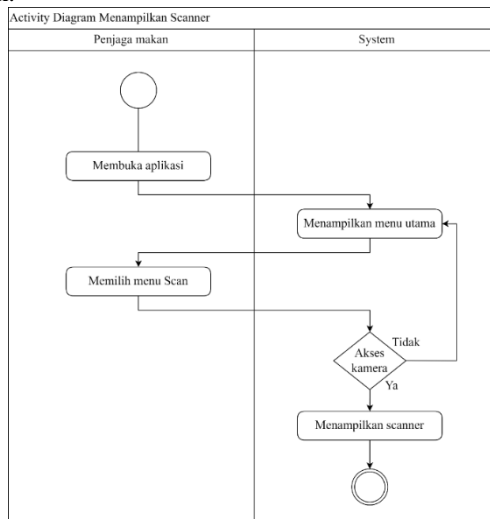 Activity Diagram Menampilkan Scanner
Penjaga makan
System
Membuka aplikasi
Menampilkan menu utama
Memilih menu Scan
Akses
kamera
Tidak
Ya
Menampilkan scanner